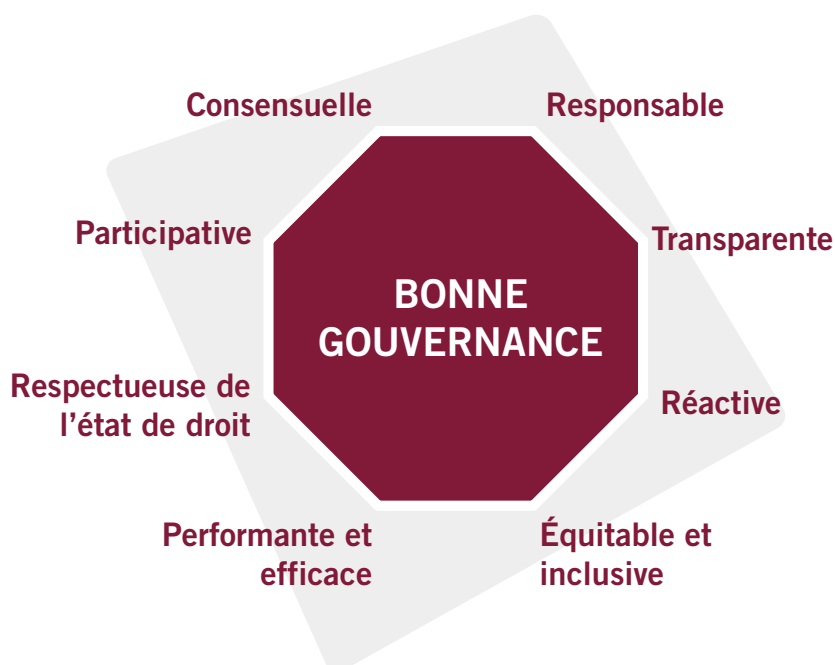 Consensuelle
Responsable
Participative
Transparente
BONNE
GOUVERNANCE
Respectueuse de
l’état de droit
Réactive
Performante et
efficace
Équitable et
inclusive